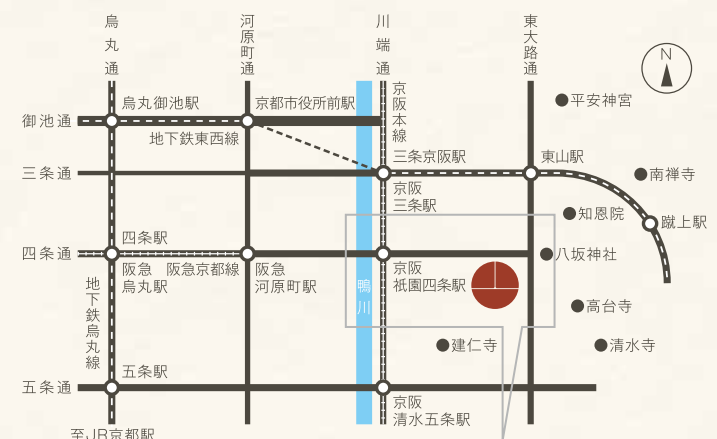 烏丸通
河原町通
川端通
東大路通
N
烏丸御池駅
京都市役所前駅
京阪本線
平安神宮
御池通
地下鉄東西線
三条京阪駅
東山駅
三条通
南禅寺
京阪
三条駅
知恩院
蹴上駅
四条駅
四条通
八坂神社
阪急
烏丸駅
阪急京都線
阪急
河原町駅
京阪
祇園四条駅
鴨川
地下鉄烏丸線
高台寺
建仁寺
清水寺
五条駅
五条通
京阪
清水五条駅
至JR京都駅